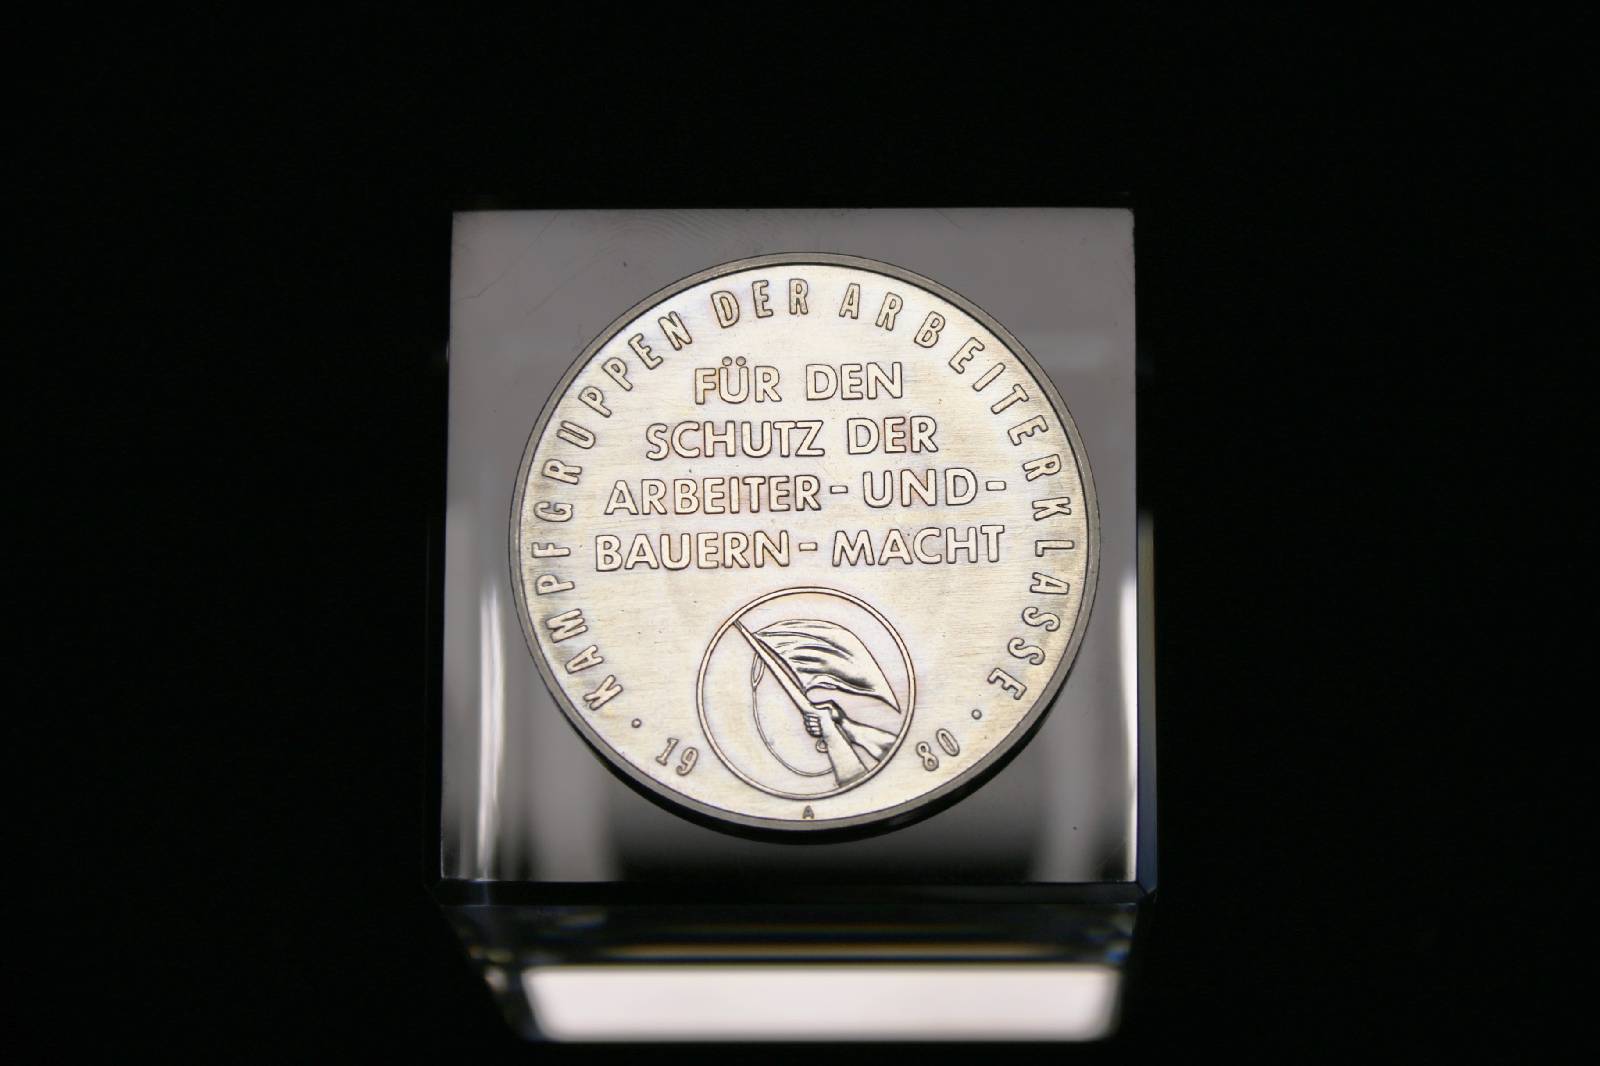 · KAMPFGRUPPEN DER ARBEITERKLASSE ·
FÜR DEN
SCHUTZ DER
ARBEITER-UND-
BAUERN-MACHT
19 80
A